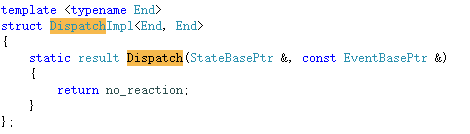 template <typename End>
struct DispatchImpl<End, End>
{
    static result Dispatch(StateBasePtr &, const EventBasePtr &)
    {
        return no_reaction;
    }
};